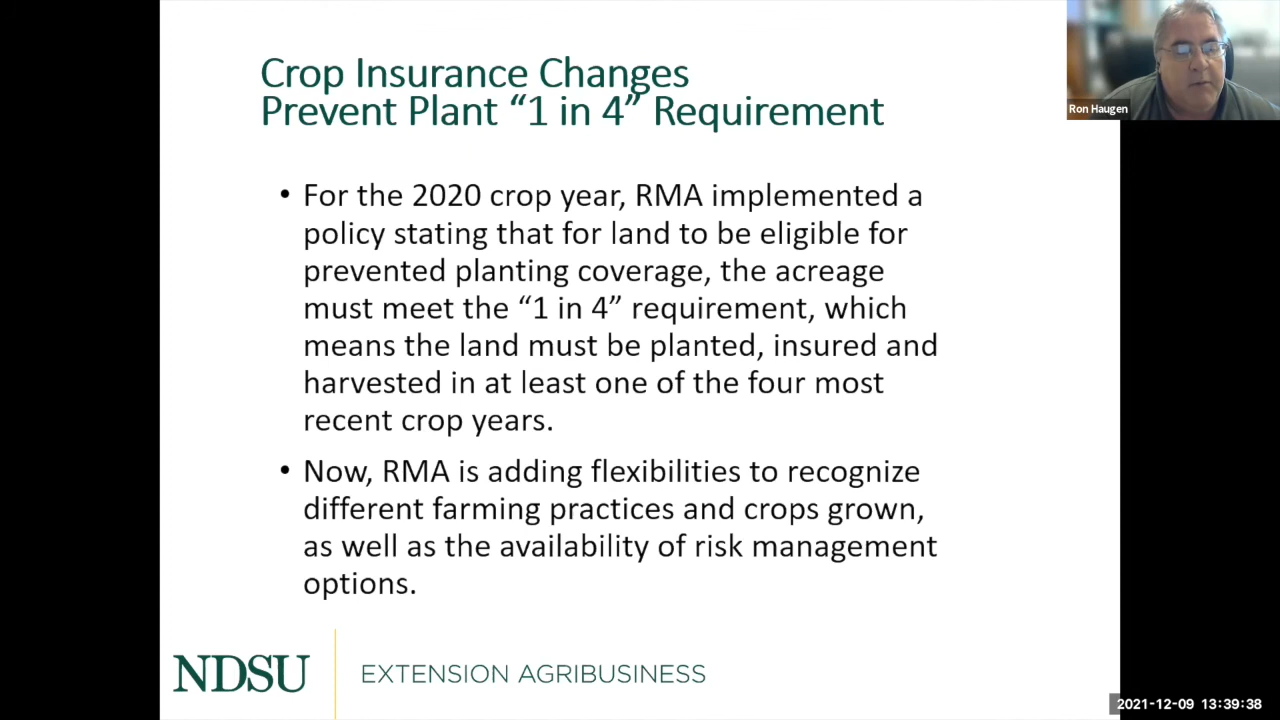 Crop Insurance Changes
Prevent Plant “1 in 4” Requirement
• For the 2020 crop year, RMA implemented a
policy stating that for land to be eligible for
prevented planting coverage, the acreage
must meet the “1 in 4” requirement, which
means the land must be planted, insured and
harvested in at least one of the four most
recent crop years.
• Now, RMA is adding flexibilities to recognize
different farming practices and crops grown,
as well as the availability of risk management
options.
NDSU EXTENSION AGRIBUSINESS
Ron Haugen
2021-12-09 13:39:38